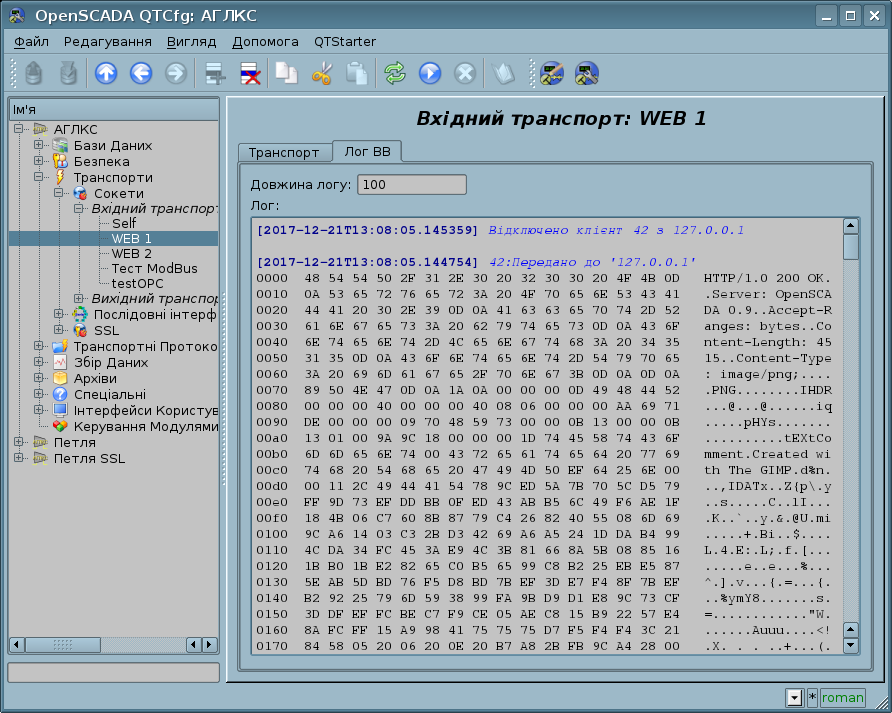 OpenSCADA QTCfg: АГЛКС
Файл Редагування Вигляд Допомога QTStarter
Ім'я
АГЛКС
Бази Даних
Безпека
Транспорти
Сокети
Вхідний транспорт
Self
WEB 1
WEB 2
Тест ModBus
testOPC
Вихідний транспор
Послідовні інтерф
SSL
Транспортні Протоко
Збір Даних
Архіви
Спеціальні
Інтерфейси Користув
Керування Модулями
Петля
Петля SSL
Вхідний транспорт: WEB 1
Транспорт Лог ВВ
Довжина логу: 100
Лог:
[2017-12-21T13:08:05.145359] Відключено клієнт 42 з 127.0.0.1
[2017-12-21T13:08:05.144754] 42:Передано до '127.0.0.1'
0000 48 54 54 50 2F 31 2E 30 20 32 30 30 20 4F 4B 0D HTTP/1.0 200 OK.
0010 0A 53 65 72 76 65 72 3A 20 4F 70 65 6E 53 43 41 .Server: OpenSCA
0020 44 41 20 30 2E 39 0D 0A 41 63 63 65 70 74 2D 52 DA 0.9..Accept-R
0030 61 6E 67 65 73 3A 20 62 79 74 65 73 0D 0A 43 6F anges: bytes..Co
0040 6E 74 65 6E 74 2D 4C 65 6E 67 74 68 3A 20 34 35 ntent-Length: 45
0050 31 35 0D 0A 43 6F 6E 74 65 6E 74 2D 54 79 70 65 15..Content-Type
0060 3A 20 69 6D 61 67 65 2F 70 6E 67 3B 0D 0A 0D 0A : image/png;....
0070 89 50 4E 47 0D 0A 1A 0A 00 00 00 0D 49 48 44 52 .PNG........IHDR
0080 00 00 00 40 00 00 00 40 08 06 00 00 00 AA 69 71 ...@...@......iq
0090 DE 00 00 00 09 70 48 59 73 00 00 0B 13 00 00 0B .....pHYs.......
00a0 13 01 00 9A 9C 18 00 00 00 1D 74 45 58 74 43 6F ..........tEXtCo
00b0 6D 6D 65 6E 74 00 43 72 65 61 74 65 64 20 77 69 mment.Created wi
00c0 74 68 20 54 68 65 20 47 49 4D 50 EF 64 25 6E 00 th The GIMP.d%n.
00d0 00 11 2C 49 44 41 54 78 9C ED 5A 7B 70 5C D5 79 ..,IDATx..Z{p\.y
00e0 FF 9D 73 EF DD BB 0F ED 43 AB B5 6C 49 F6 AE 1F ..s.....C..lI...
00f0 18 4B 06 C7 60 8B 87 79 C4 26 82 40 55 08 6D 69 .K..`..y.&.@U.mi
0100 9C A6 14 03 C3 2B D3 42 69 A6 A5 24 1D DA B4 99 .....+.Bi..$....
0110 4C DA 34 FC 45 3A E9 4C 3B 81 66 8A 5B 08 85 16 L.4.E:.L;.f.[...
0120 1B B0 1B E2 82 65 C0 B5 65 99 C8 B2 25 EB E5 87 .....e..e...%...
0130 5E AB 5D BD 76 F5 D8 BD 7B EF 3D E7 F4 8F 7B EF ^.].v...{.=...{.
0140 B2 92 25 79 6D 59 38 99 FA 9B D9 D1 E8 9C 73 CF ..%ymY8.......s.
0150 3D DF EF FC BE C7 F9 CE 05 AE C8 15 B9 22 57 E4 =............"W.
0160 8A FC FF 15 A9 98 41 75 75 75 D7 F5 F4 F4 3C 21 ......Auuu....<!
0170 84 58 05 20 06 20 0E 20 B7 A8 2B FB 9C A4 28 00 .X. . . ..+...(.
* roman